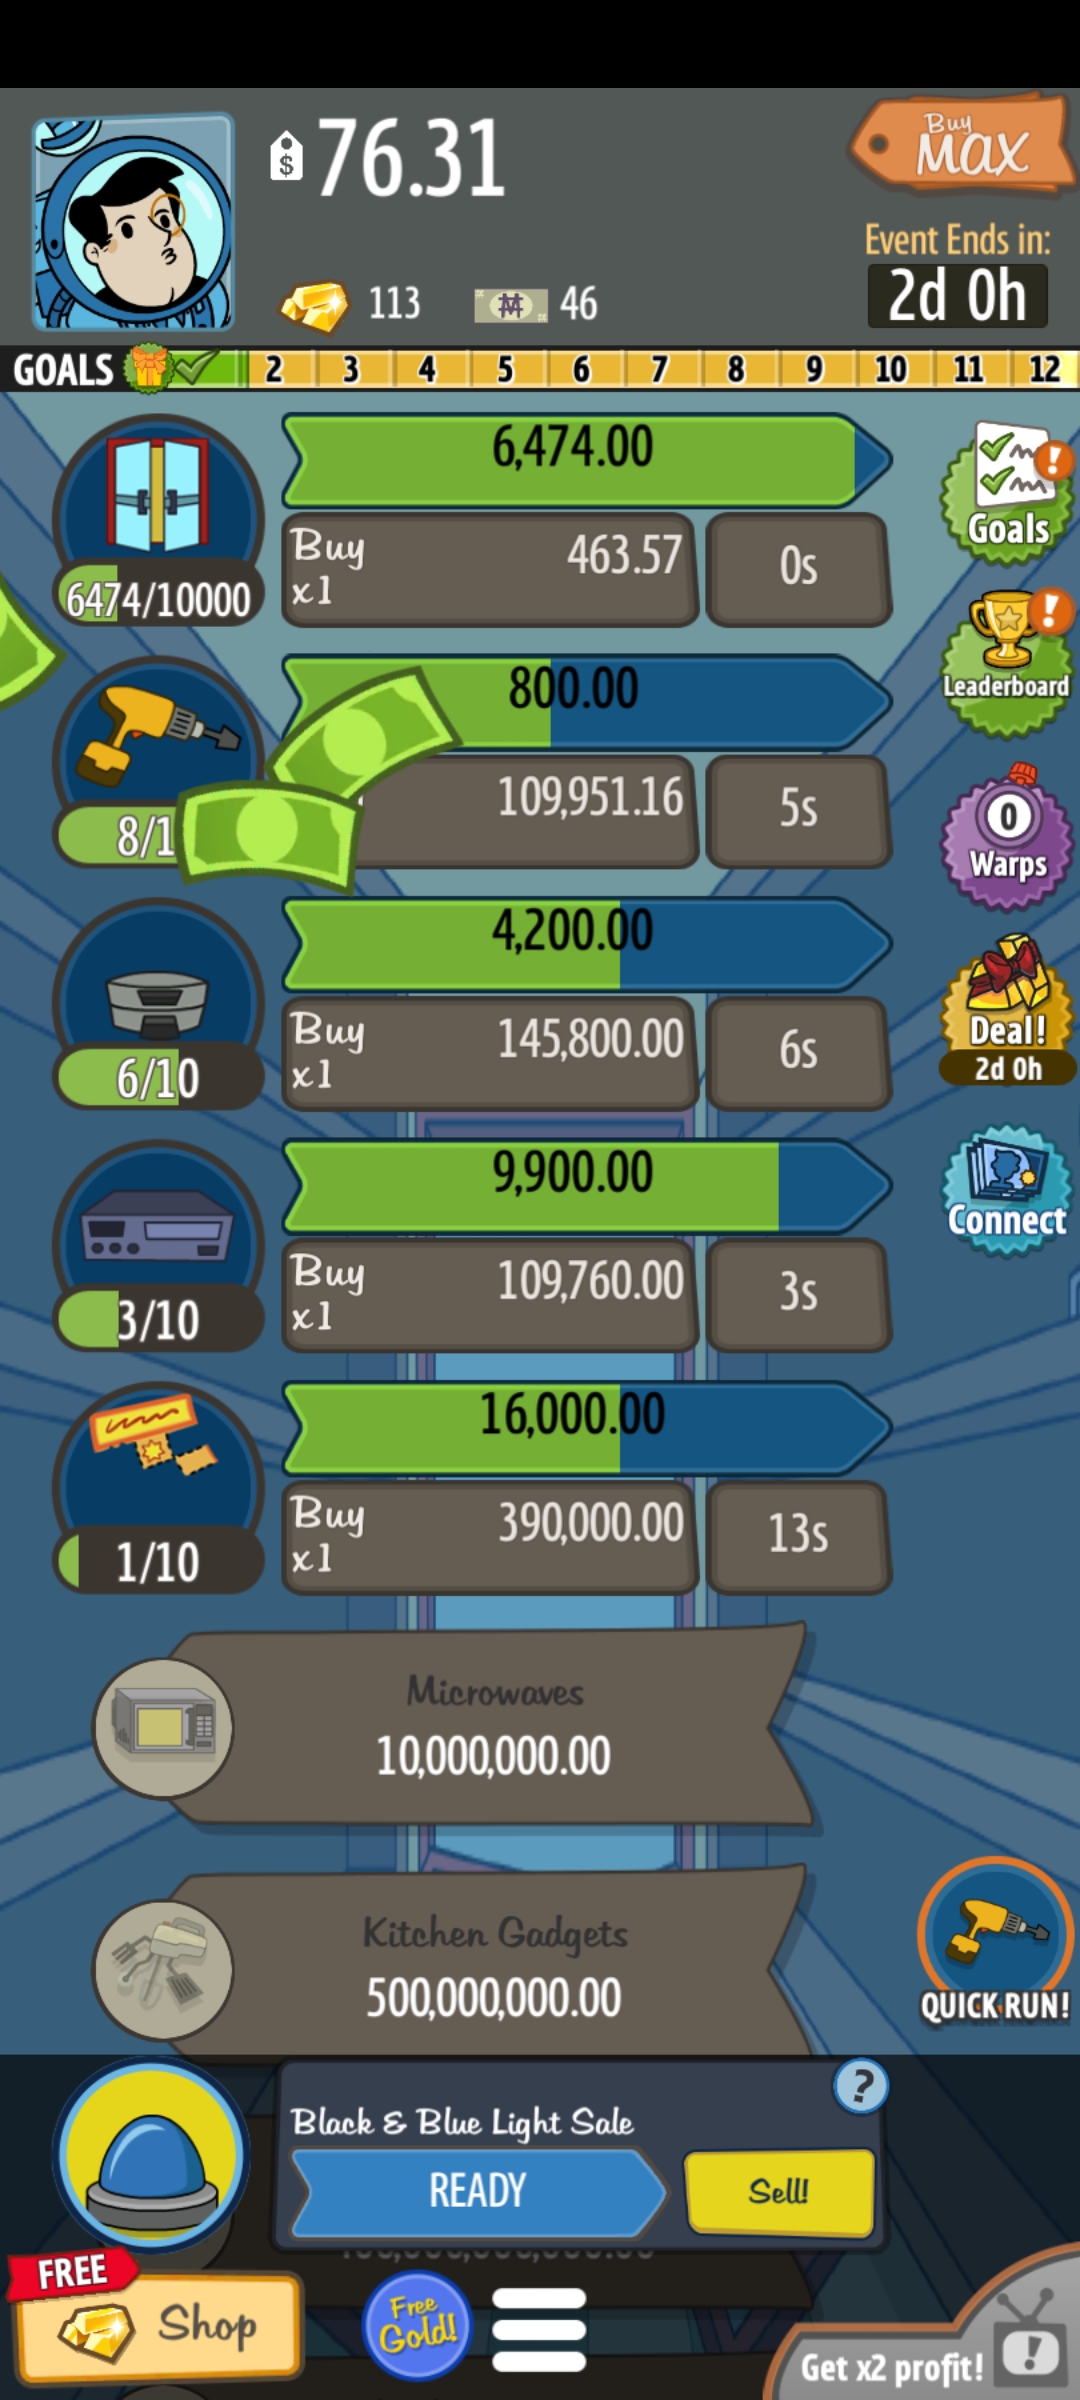 $ 76.31
Buy
MAX
Event Ends in:
2d 0h
113
46
GOALS 2 3 4 5 6 7 8 9 10 11 12
6,474.00
Buy
x1
463.57
0s
6474/10000
Goals
800.00
109,951.16
5s
8/1
Leaderboard
0
Warps
4,200.00
Buy
x1
145,800.00
6s
6/10
Deal!
2d 0h
9,900.00
Buy
x1
109,760.00
3s
3/10
Connect
16,000.00
Buy
x1
390,000.00
13s
1/10
Microwaves
10,000,000.00
Kitchen Gadgets
500,000,000.00
QUICK RUN!
?
Black & Blue Light Sale
READY
Sell!
FREE
Shop
Free
Gold!
Get x2 profit!